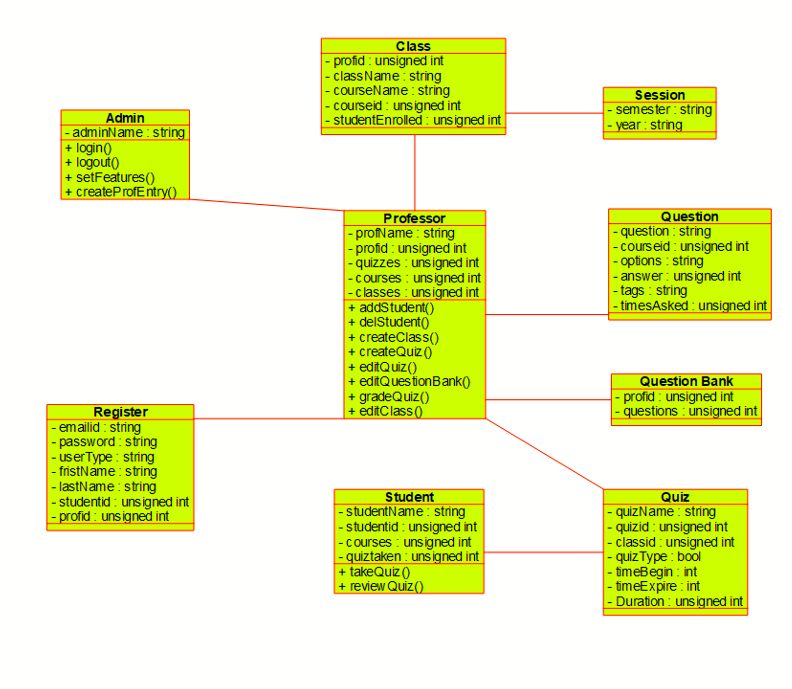 Class
- profid : unsigned int
- className : string
- courseName : string
- courseid : unsigned int
- studentEnrolled : unsigned int
Session
- semester : string
- year : string
Admin
- adminName : string
+ login()
+ logout()
+ setFeatures()
+ createProfEntry()
Professor
- profName : string
- profid : unsigned int
- quizzes : unsigned int
- courses : unsigned int
- classes : unsigned int
+ addStudent()
+ delStudent()
+ createClass()
+ createQuiz()
+ editQuiz()
+ editQuestionBank()
+ gradeQuiz()
+ editClass()
Question
- question : string
- courseid : unsigned int
- options : string
- answer : unsigned int
- tags : string
- timesAsked : unsigned int
Question Bank
- profid : unsigned int
- questions : unsigned int
Register
- emailid : string
- password : string
- userType : string
- fristName : string
- lastName : string
- studentid : unsigned int
- profid : unsigned int
Student
- studentName : string
- studentid : unsigned int
- courses : unsigned int
- quiztaken : unsigned int
+ takeQuiz()
+ reviewQuiz()
Quiz
- quizName : string
- quizid : unsigned int
- classid : unsigned int
- quizType : bool
- timeBegin : int
- timeExpire : int
- Duration : unsigned int